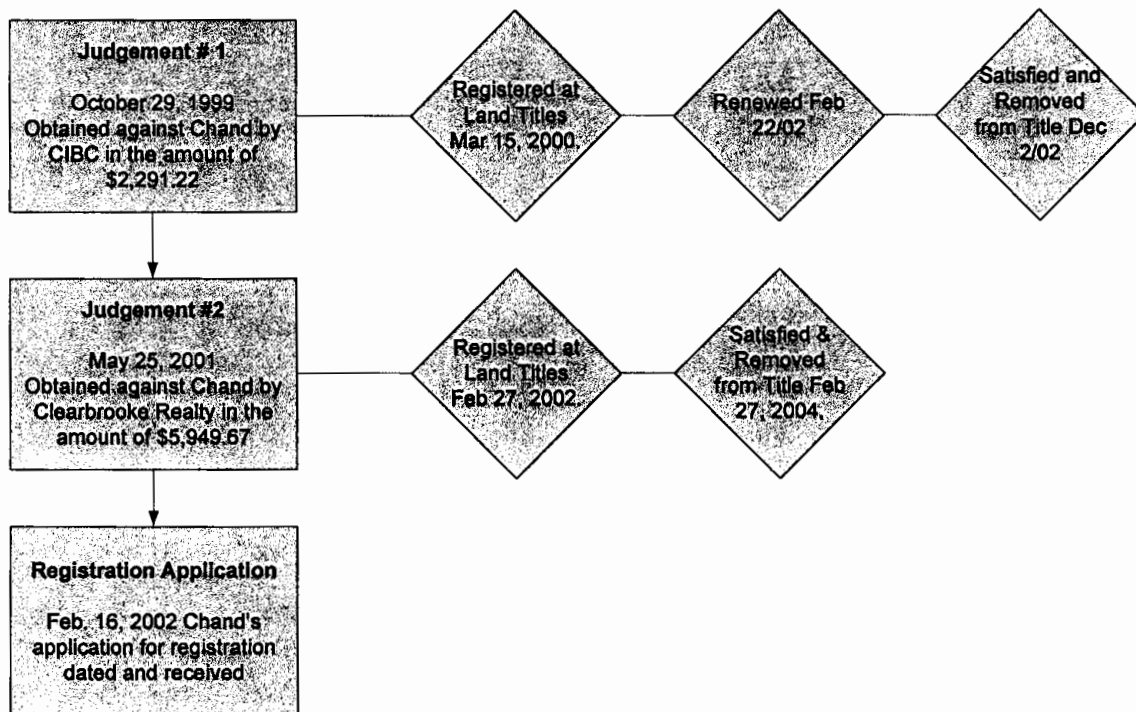 Judgement # 1
October 29, 1999
Obtained against Chand by
CIBC in the amount of
$2,291.22
Registered at
Land Titles
Mar 15, 2000.
Renewed Feb
22/02
Satisfied and
Removed
from Title Dec
2/02
Judgement #2
May 25, 2001
Obtained against Chand by
Clearbrooke Realty in the
amount of $5,949.67
Registered at
Land Titles
Feb 27, 2002.
Satisfied &
Removed
from Title Feb
27, 2004.
Registration Application
Feb. 16, 2002 Chand's
application for registration
dated and received